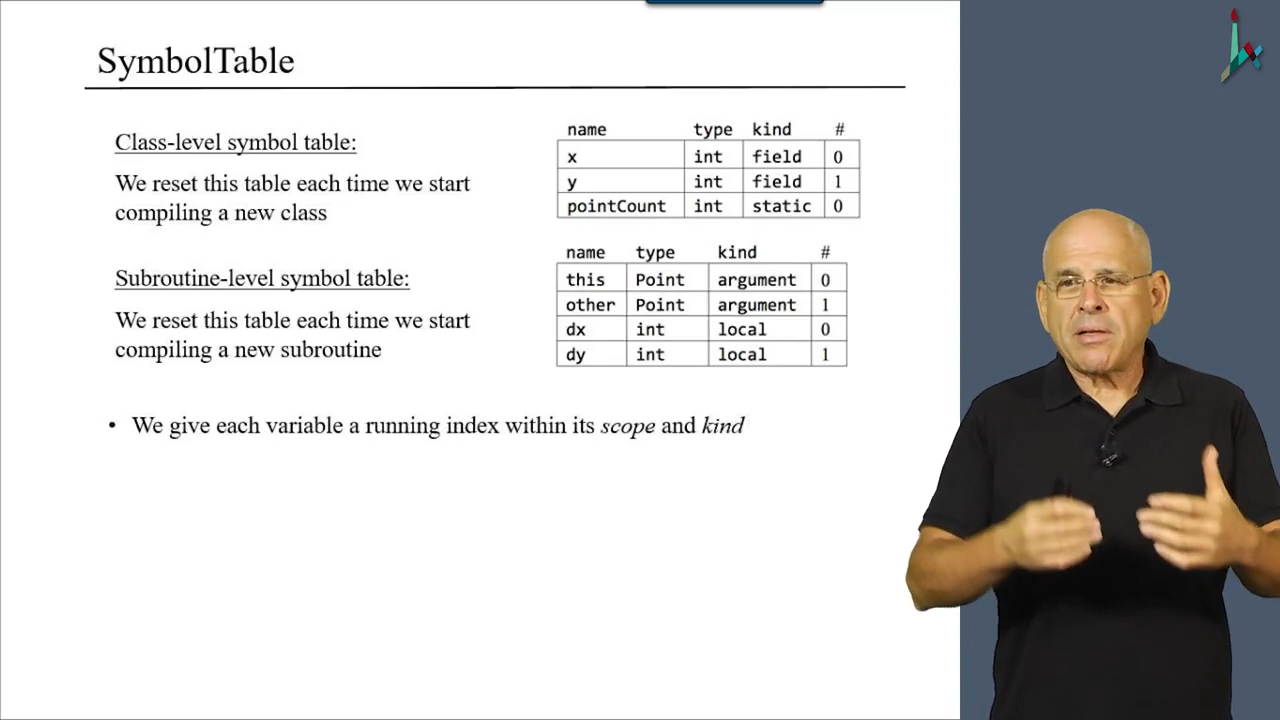 SymbolTable
Class-level symbol table:
We reset this table each time we start
compiling a new class
name type kind #
x int field 0
y int field 1
pointCount int static 0
Subroutine-level symbol table:
We reset this table each time we start
compiling a new subroutine
name type kind #
this Point argument 0
other Point argument 1
dx int local 0
dy int local 1
• We give each variable a running index within its scope and kind